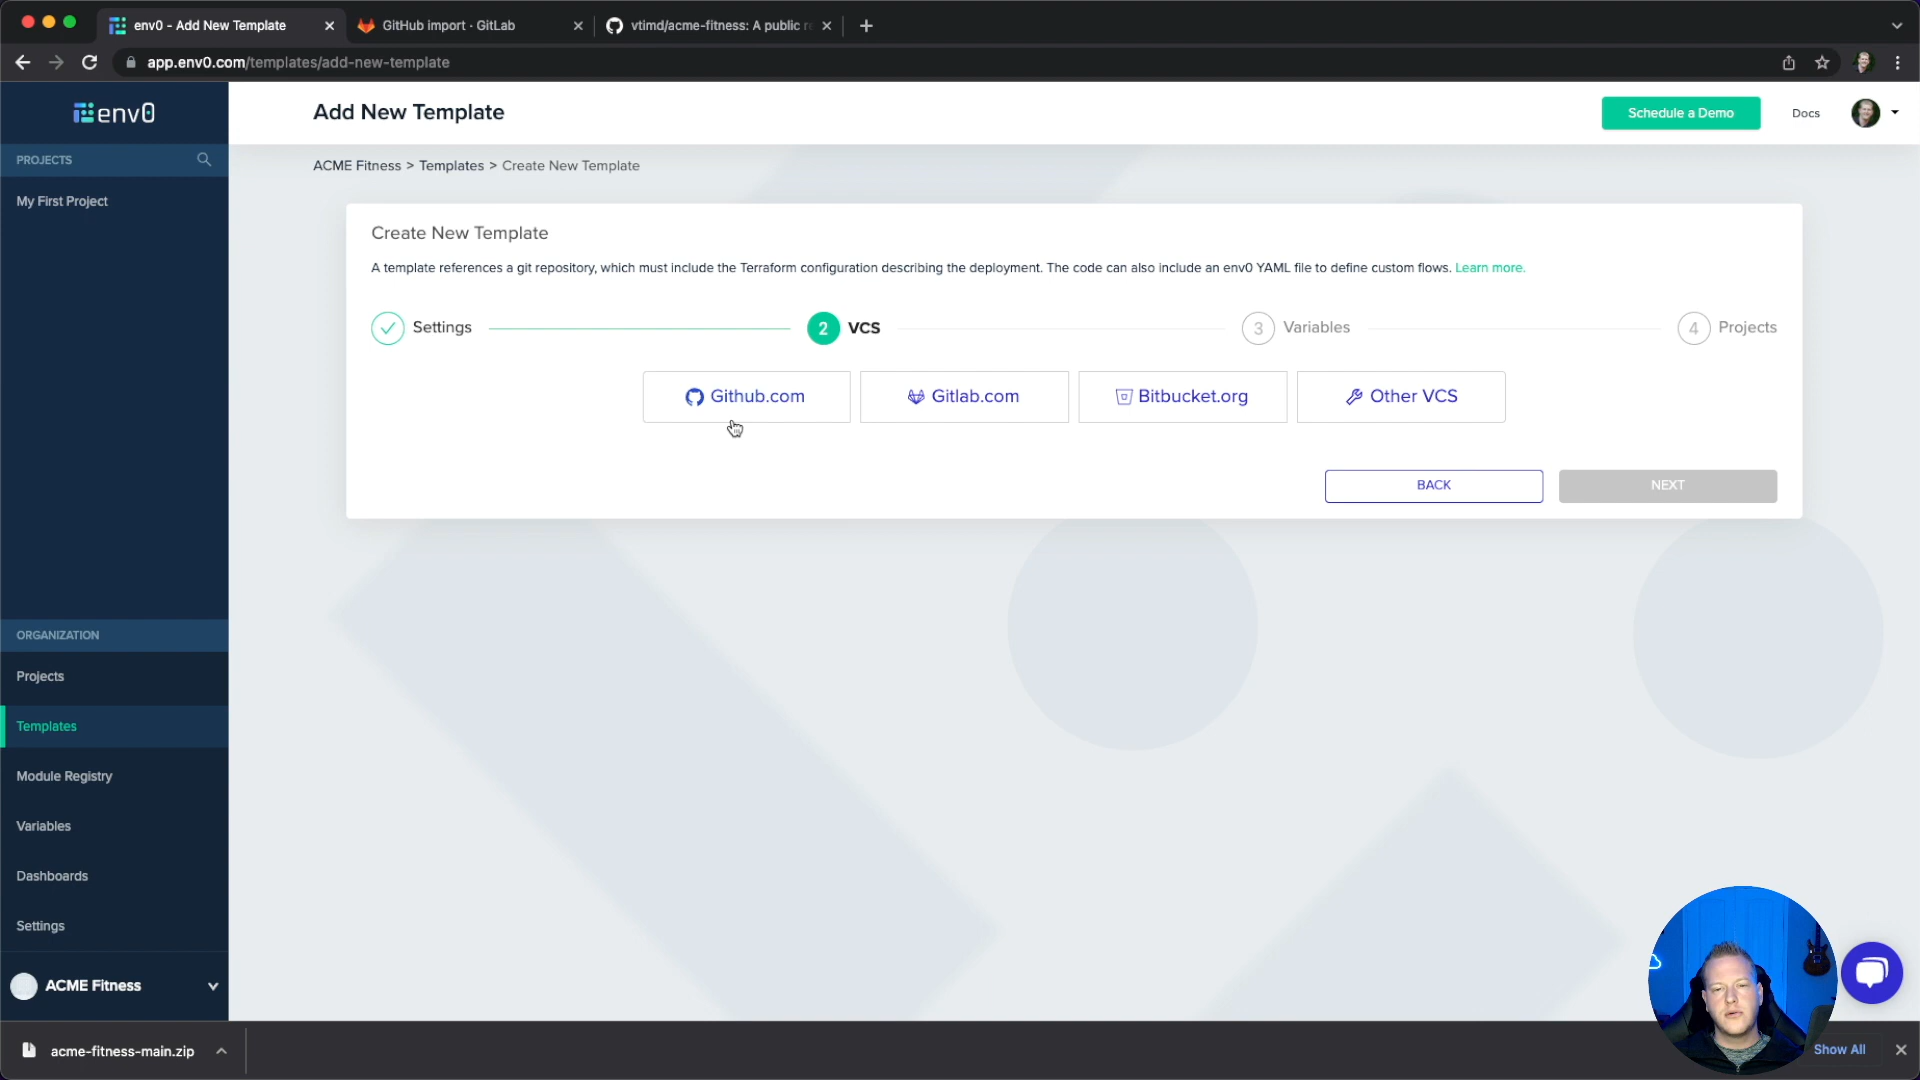 env0 - Add New Template
GitHub import · GitLab
vtimd/acme-fitness: A public re
app.env0.com/templates/add-new-template
env0
Add New Template
Schedule a Demo
Docs
PROJECTS
ACME Fitness > Templates > Create New Template
My First Project
Create New Template
A template references a git repository, which must include the Terraform configuration describing the deployment. The code can also include an env0 YAML file to define custom flows. Learn more.
Settings
2 VCS
3 Variables
4 Projects
Github.com
Gitlab.com
Bitbucket.org
Other VCS
BACK
NEXT
ORGANIZATION
Projects
Templates
Module Registry
Variables
Dashboards
Settings
ACME Fitness
acme-fitness-main.zip
Show All